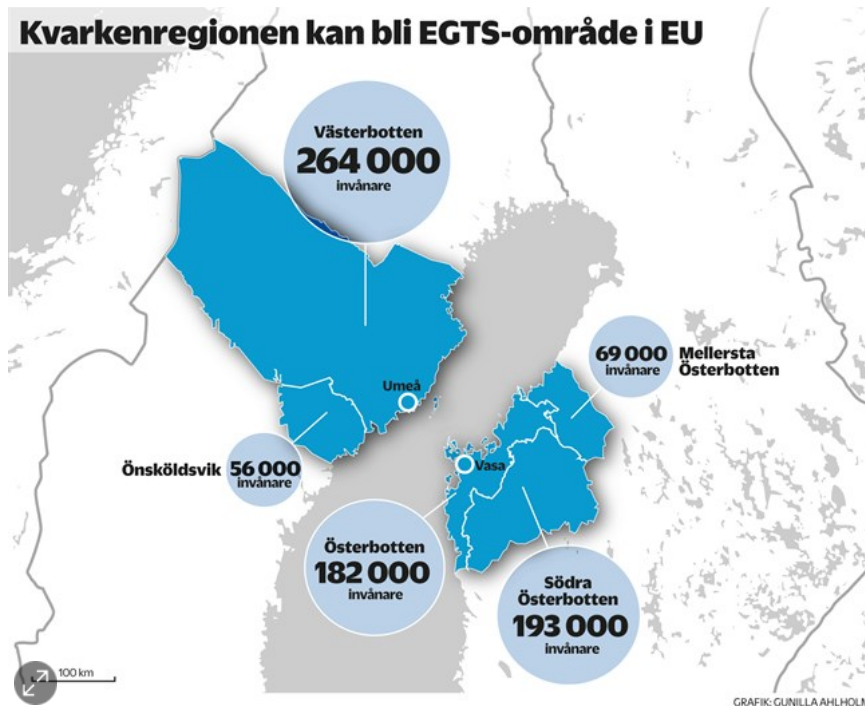 Kvarkenregionen kan bli EGTS-område i EU
Västerbotten
264 000
invånare
69 000
invånare
Mellersta
Österbotten
Umeå
Önsköldsvik
56 000
invånare
Vasa
Österbotten
182 000
invånare
Södra
Österbotten
193 000
invånare
100 km
GRAFIK: GUNILLA AHLHOLM